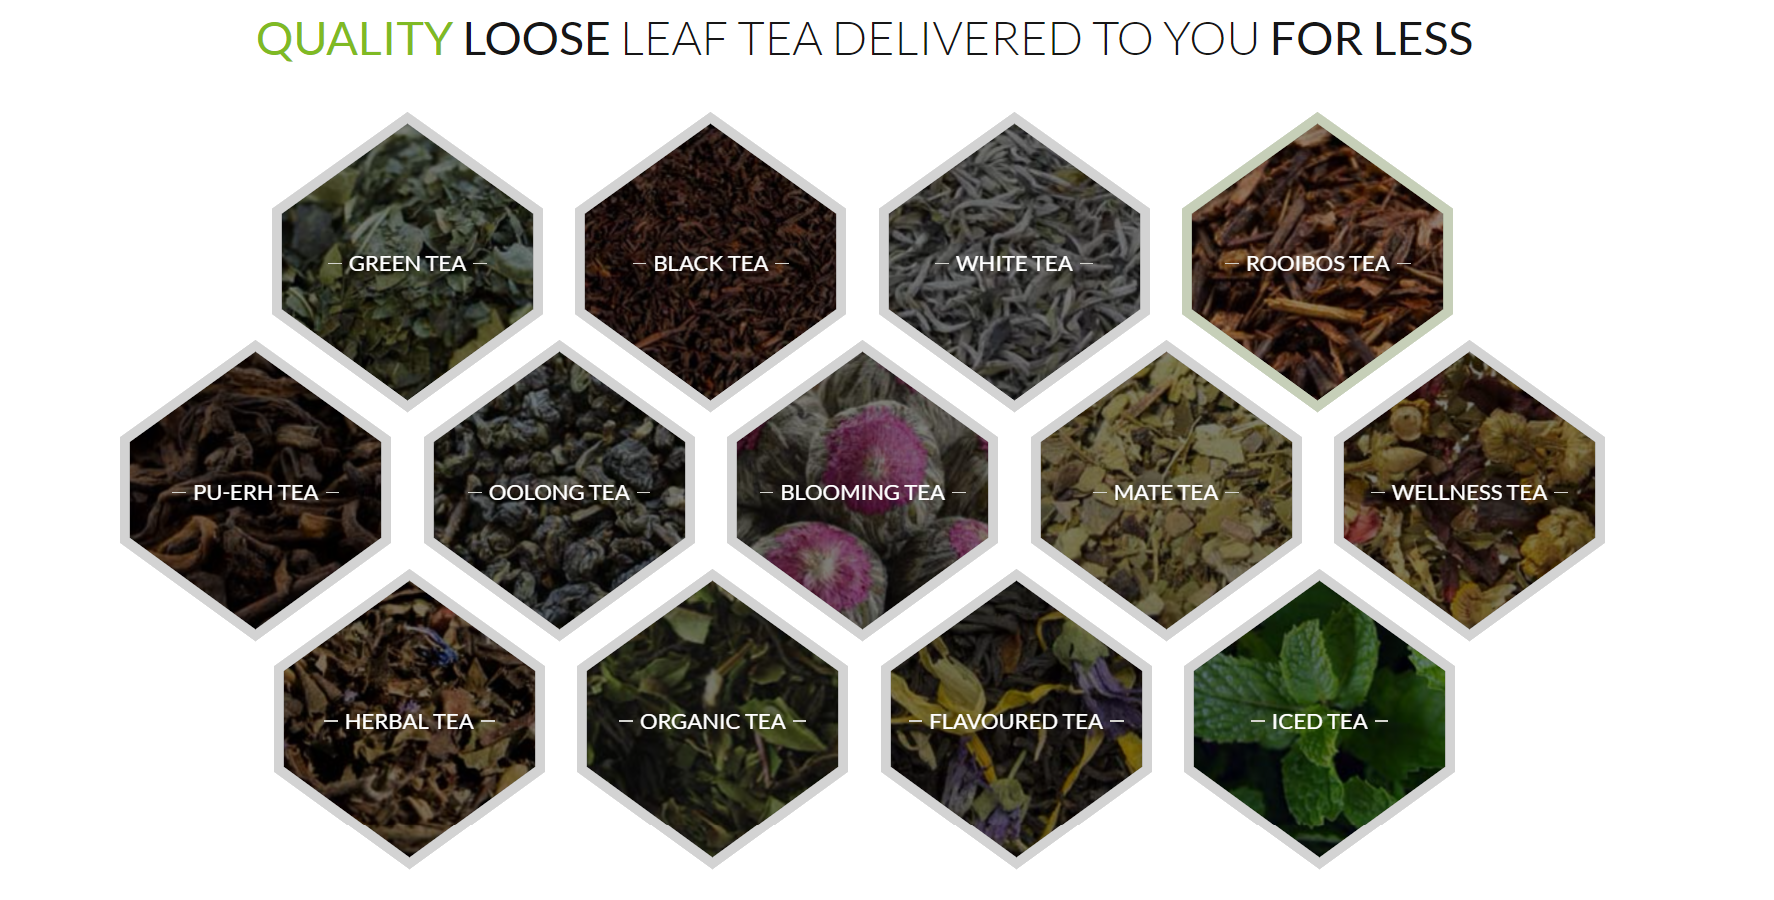 QUALITY LOOSE LEAF TEA DELIVERED TO YOU FOR LESS
GREEN TEA
BLACK TEA
WHITE TEA
ROOIBOS TEA
PU-ERH TEA
OOLONG TEA
BLOOMING TEA
MATE TEA
WELLNESS TEA
HERBAL TEA
ORGANIC TEA
FLAVOURED TEA
ICED TEA